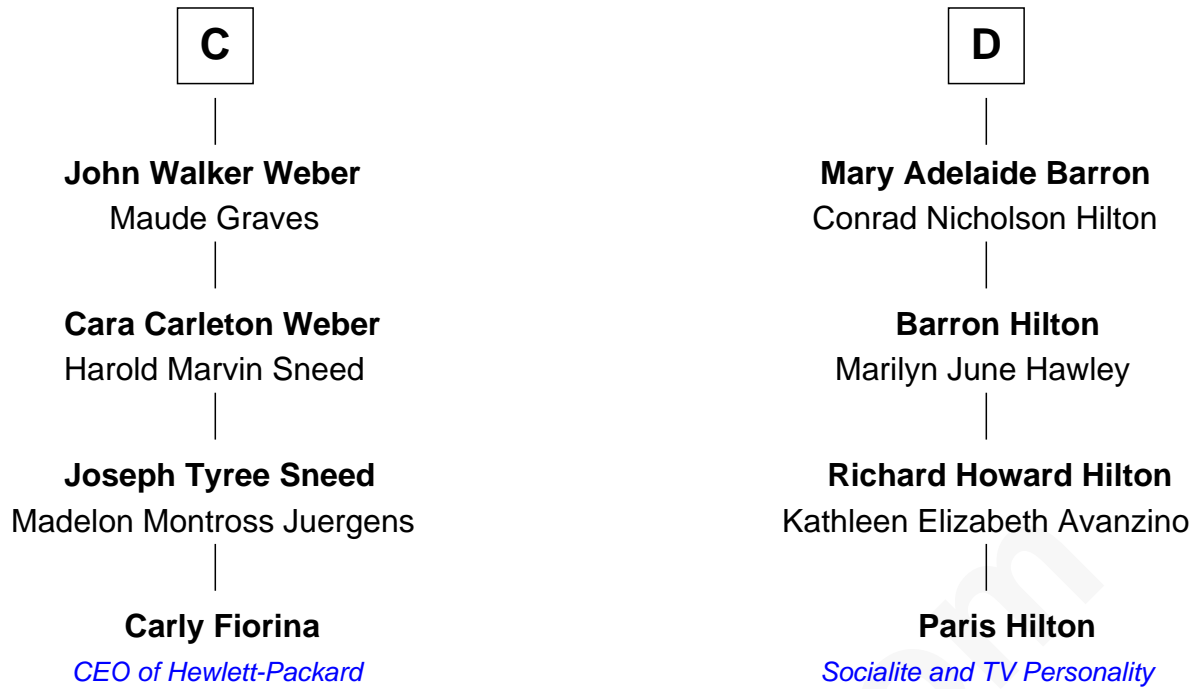 C
John Walker Weber
Maude Graves
Cara Carleton Weber
Harold Marvin Sneed
Joseph Tyree Sneed
Madelon Montross Juergens
Carly Fiorina
CEO of Hewlett-Packard
D
Mary Adelaide Barron
Conrad Nicholson Hilton
Barron Hilton
Marilyn June Hawley
Richard Howard Hilton
Kathleen Elizabeth Avanzino
Paris Hilton
Socialite and TV Personality